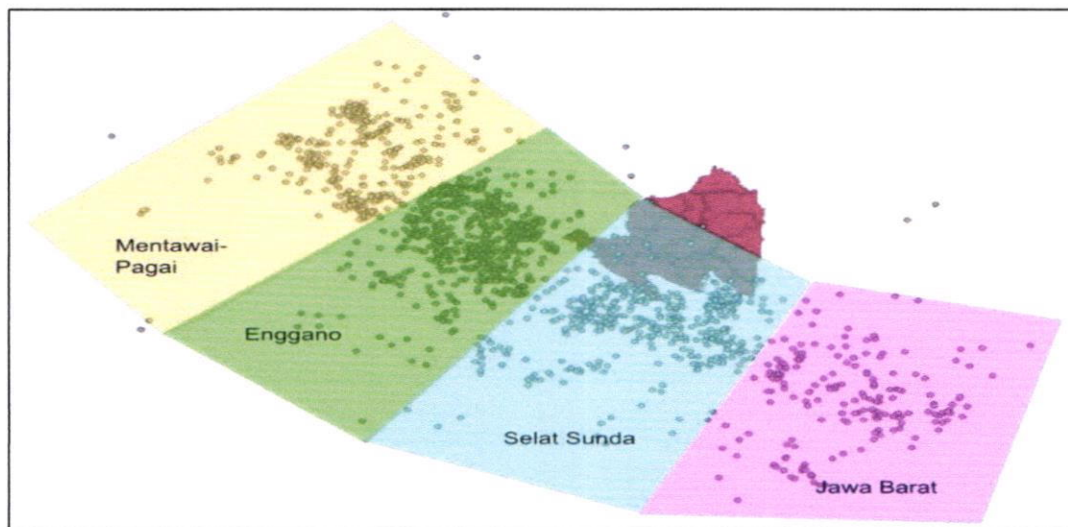 Mentawai-
Pagai
Enggano
Selat Sunda
Jawa Barat